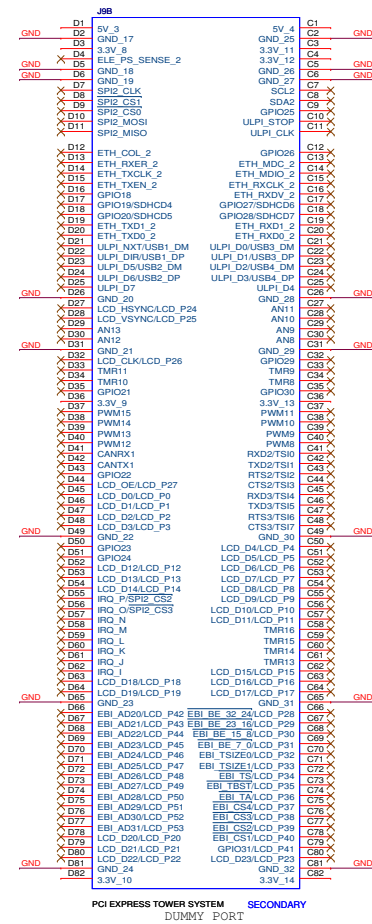 J9B
D1 5V_3 5V_4 C1
GND D2 GND_17 GND_25 C2 GND
D3 3.3V_8 3.3V_11 C3
D4 ELE_PS_SENSE_2 3.3V_12 C4
GND D5 GND_18 GND_26 C5 GND
GND D6 GND_19 GND_27 C6 GND
D7 SPI2_CLK SCL2 C7
D8 SPI2_CS1 SDA2 C8
D9 SPI2_CS0 GPIO25 C9
D10 SPI2_MOSI ULPI_STOP C10
D11 SPI2_MISO ULPI_CLK C11
D12 ETH_COL_2 GPIO26 C12
D13 ETH_RXER_2 ETH_MDC_2 C13
D14 ETH_TXCLK_2 ETH_MDIO_2 C14
D15 ETH_TXEN_2 ETH_RXCLK_2 C15
D16 GPIO18 ETH_RXDV_2 C16
D17 GPIO19/SDHCD4 GPIO27/SDHCD6 C17
D18 GPIO20/SDHCD5 GPIO28/SDHCD7 C18
D19 ETH_TXD1_2 ETH_RXD1_2 C19
D20 ETH_TXD0_2 ETH_RXD0_2 C20
D21 ULPI_NXT/USB1_DM ULPI_D0/USB3_DM C21
D22 ULPI_DIR/USB1_DP ULPI_D1/USB3_DP C22
D23 ULPI_D5/USB2_DM ULPI_D2/USB4_DM C23
D24 ULPI_D6/USB2_DP ULPI_D3/USB4_DP C24
D25 ULPI_D7 ULPI_D4 C25
GND D26 GND_20 GND_28 C26 GND
D27 LCD_HSYNC/LCD_P24 AN11 C27
D28 LCD_VSYNC/LCD_P25 AN10 C28
D29 AN13 AN9 C29
D30 AN12 AN8 C30
GND D31 GND_21 GND_29 C31 GND
D32 LCD_CLK/LCD_P26 GPIO29 C32
D33 TMR11 TMR9 C33
D34 TMR10 TMR8 C34
D35 GPIO21 GPIO30 C35
D36 3.3V_9 3.3V_13 C36
D37 PWM15 PWM11 C37
D38 PWM14 PWM10 C38
D39 PWM13 PWM9 C39
D40 PWM12 PWM8 C40
D41 CANRX1 RXD2/TSI0 C41
D42 CANTX1 TXD2/TSI1 C42
D43 GPIO22 RTS2/TSI2 C43
D44 LCD_OE/LCD_P27 CTS2/TSI3 C44
D45 LCD_D0/LCD_P0 RXD3/TSI4 C45
D46 LCD_D1/LCD_P1 TXD3/TSI5 C46
D47 LCD_D2/LCD_P2 RTS3/TSI6 C47
D48 LCD_D3/LCD_P3 CTS3/TSI7 C48
GND D49 GND_22 GND_30 C49 GND
D50 GPIO23 LCD_D4/LCD_P4 C50
D51 GPIO24 LCD_D5/LCD_P5 C51
D52 LCD_D12/LCD_P12 LCD_D6/LCD_P6 C52
D53 LCD_D13/LCD_P13 LCD_D7/LCD_P7 C53
D54 LCD_D14/LCD_P14 LCD_D8/LCD_P8 C54
D55 IRQ_P/SPI2_CS2 LCD_D9/LCD_P9 C55
D56 IRQ_O/SPI2_CS3 LCD_D10/LCD_P10 C56
D57 IRQ_N LCD_D11/LCD_P11 C57
D58 IRQ_M TMR16 C58
D59 IRQ_L TMR15 C59
D60 IRQ_K TMR14 C60
D61 IRQ_J TMR13 C61
D62 IRQ_I LCD_D15/LCD_P15 C62
D63 LCD_D18/LCD_P18 LCD_D16/LCD_P16 C63
D64 LCD_D19/LCD_P19 LCD_D17/LCD_P17 C64
GND D65 GND_23 GND_31 C65 GND
D66 EBI_AD20/LCD_P42 EBI_BE_32_24/LCD_P28 C66
D67 EBI_AD21/LCD_P43 EBI_BE_23_16/LCD_P29 C67
D68 EBI_AD22/LCD_P44 EBI_BE_15_8/LCD_P30 C68
D69 EBI_AD23/LCD_P45 EBI_BE_7_0/LCD_P31 C69
D70 EBI_AD24/LCD_P46 EBI_TSIZE0/LCD_P32 C70
D71 EBI_AD25/LCD_P47 EBI_TSIZE1/LCD_P33 C71
D72 EBI_AD26/LCD_P48 EBI_TS/LCD_P34 C72
D73 EBI_AD27/LCD_P49 EBI_TBST/LCD_P35 C73
D74 EBI_AD28/LCD_P50 EBI_TA/LCD_P36 C74
D75 EBI_AD29/LCD_P51 EBI_CS4/LCD_P37 C75
D76 EBI_AD30/LCD_P52 EBI_CS3/LCD_P38 C76
D77 EBI_AD31/LCD_P53 EBI_CS2/LCD_P39 C77
D78 LCD_D20/LCD_P20 EBI_CS1/LCD_P40 C78
D79 LCD_D21/LCD_P21 GPIO31/LCD_P41 C79
D80 LCD_D22/LCD_P22 LCD_D23/LCD_P23 C80
GND D81 GND_24 GND_32 C81 GND
D82 3.3V_10 3.3V_14 C82
PCI EXPRESS TOWER SYSTEM SECONDARY
DUMMY PORT